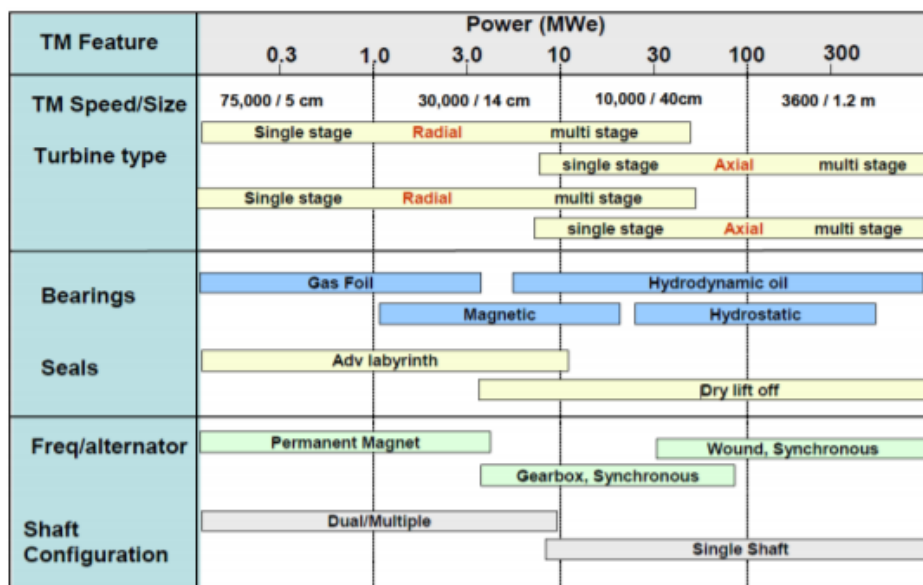 TM Feature
Power (MWe)
0.3 1.0 3.0 10 30 100 300
TM Speed/Size
75,000 / 5 cm 30,000 / 14 cm 10,000 / 40cm 3600 / 1.2 m
Turbine type
Single stage Radial multi stage
single stage Axial multi stage
Single stage Radial multi stage
single stage Axial multi stage
Bearings
Gas Foil Hydrodynamic oil
Magnetic Hydrostatic
Seals
Adv labyrinth
Dry lift off
Freq/alternator
Permanent Magnet Wound, Synchronous
Gearbox, Synchronous
Shaft
Configuration
Dual/Multiple
Single Shaft